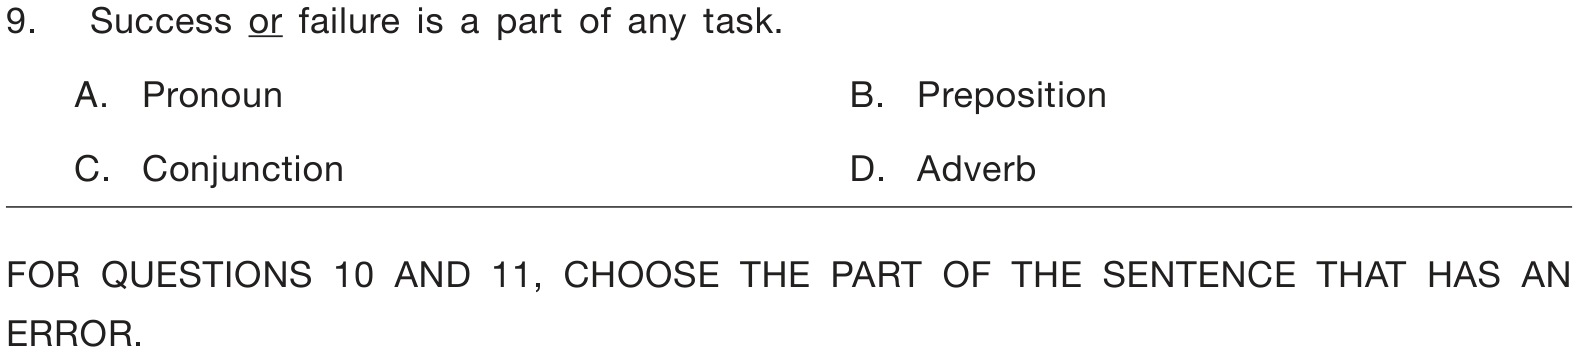 9. Success or failure is a part of any task.
A. Pronoun B. Preposition
C. Conjunction D. Adverb
FOR QUESTIONS 10 AND 11, CHOOSE THE PART OF THE SENTENCE THAT HAS AN
ERROR.